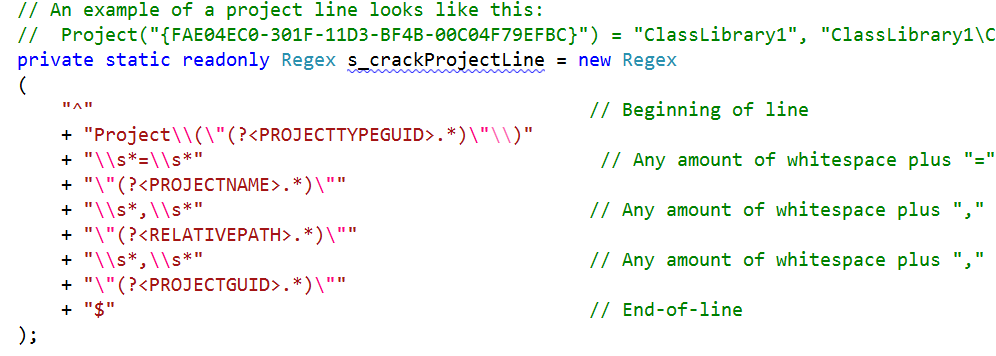 // An example of a project line looks like this:
//  Project("{FAE04EC0-301F-11D3-BF4B-00C04F79EFBC}") = "ClassLibrary1", "ClassLibrary1\C
private static readonly Regex s_crackProjectLine = new Regex
(
    "^"                                              // Beginning of line
    + "Project\\(\"(?<PROJECTTYPEGUID>.*)\"\\)"
    + "\\s*=\\s*"                                     // Any amount of whitespace plus "="
    + "\"(?<PROJECTNAME>.*)\""
    + "\\s*,\\s*"                                    // Any amount of whitespace plus ","
    + "\"(?<RELATIVEPATH>.*)\""
    + "\\s*,\\s*"                                    // Any amount of whitespace plus ","
    + "\"(?<PROJECTGUID>.*)\""
    + "$"                                            // End-of-line
);